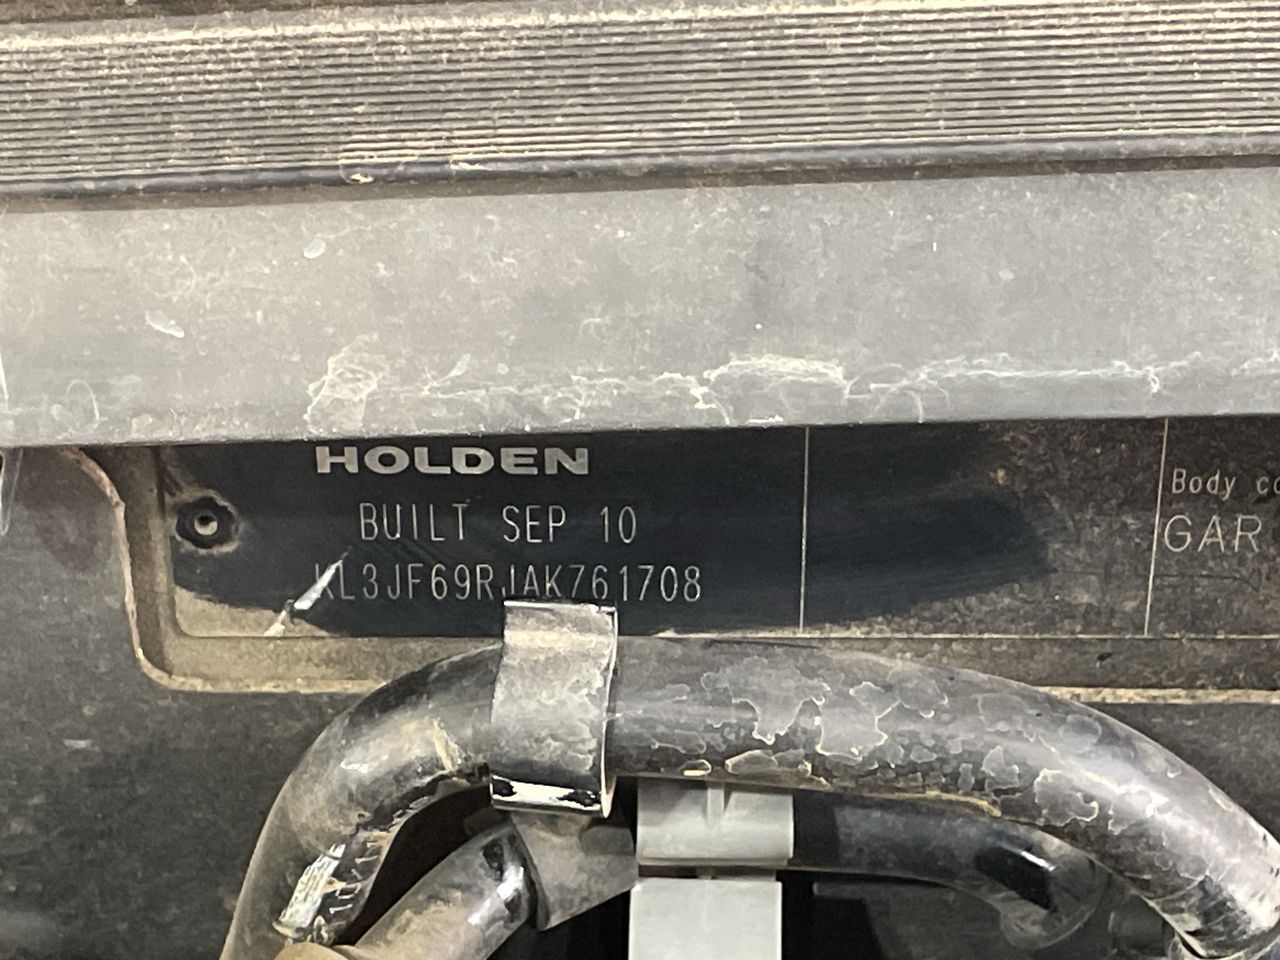 HOLDEN
BUILT SEP 10
KL3JF69RJAK761708
Body
GAR